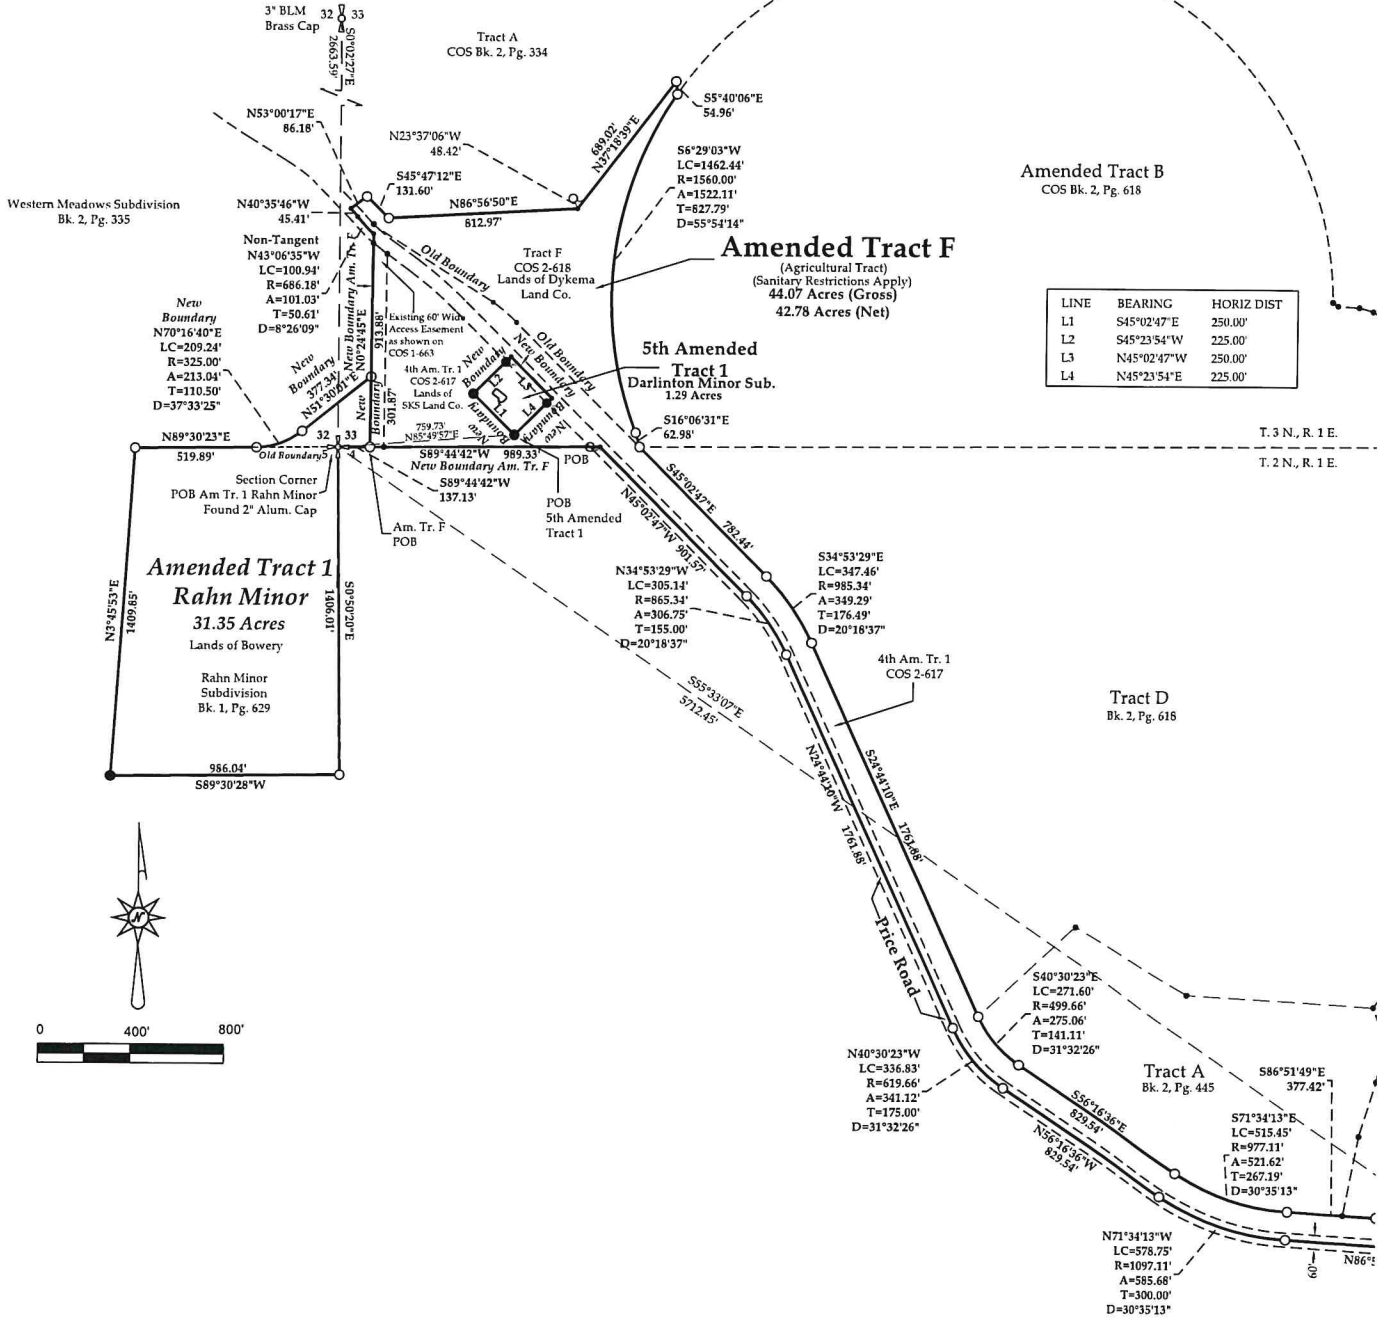 3" BLM
Brass Cap
32 33
S0°02'27"E
2663.59'
Tract A
COS Bk. 2, Pg. 334
N53°00'17"E
86.18'
N23°37'06"W
48.42'
689.02'
N37°18'39"E
S5°40'06"E
54.96'
S45°47'12"E
131.60'
S6°29'03"W
LC=1462.44'
R=1560.00'
A=1522.11'
T=827.79'
D=55°54'14"
Amended Tract B
COS Bk. 2, Pg. 618
Western Meadows Subdivision
Bk. 2, Pg. 335
N40°35'46"W
45.41'
N86°56'50"E
812.97'
Non-Tangent
N43°06'35"W
LC=100.94'
R=686.18'
A=101.03'
T=50.61'
D=8°26'09"
Old Boundary
Tract F
COS 2-618
Lands of Dykema
Land Co.
Amended Tract F
(Agricultural Tract)
(Sanitary Restrictions Apply)
44.07 Acres (Gross)
42.78 Acres (Net)
LINE BEARING HORIZ DIST
L1 S45°02'47"E 250.00'
L2 S45°23'54"W 225.00'
L3 N45°02'47"W 250.00'
L4 N45°23'54"E 225.00'
New
Boundary
N70°16'40"E
LC=209.24'
R=325.00'
A=213.04'
T=110.50'
D=37°33'25"
New Boundary Am. Tr. F
N0°24'45"E
913.88'
Existing 60' Wide
Access Easement
as shown on
COS 1-663
New
Boundary
377.34'
N51°30'01"E
New
Boundary
301.87'
4th Am. Tr. 1
COS 2-617
Lands of
SKS Land Co.
New
Boundary
Old Boundary
New Boundary
L2
L3
L1
L4
New
Boundary
New
Boundary
5th Amended
Tract 1
Darlinton Minor Sub.
1.29 Acres
S16°06'31"E
62.98'
N89°30'23"E
519.89'
Old Boundary
32 33
5 4
759.73'
N85°49'57"E
S89°44'42"W 989.33'
New Boundary Am. Tr. F
POB
T. 3 N., R. 1 E.
T. 2 N., R. 1 E.
Section Corner
POB Am Tr. 1 Rahn Minor
Found 2" Alum. Cap
S89°44'42"W
137.13'
Am. Tr. F
POB
POB
5th Amended
Tract 1
N45°02'47"W 901.57'
S45°02'47"E
782.44'
Amended Tract 1
Rahn Minor
31.35 Acres
Lands of Bowery
Rahn Minor
Subdivision
Bk. 1, Pg. 629
N3°45'53"E
1409.85'
S0°50'20"E
1406.01'
N34°53'29"W
LC=305.14'
R=865.34'
A=306.75'
T=155.00'
D=20°18'37"
S34°53'29"E
LC=347.46'
R=985.34'
A=349.29'
T=176.49'
D=20°18'37"
4th Am. Tr. 1
COS 2-617
S55°33'07"E
5712.45'
Tract D
Bk. 2, Pg. 618
986.04'
S89°30'28"W
N24°44'10"W
1761.88'
S24°44'10"E
1761.88'
N
0 400' 800'
Price Road
S40°30'23"E
LC=271.60'
R=499.66'
A=275.06'
T=141.11'
D=31°32'26"
N40°30'23"W
LC=336.83'
R=619.66'
A=341.12'
T=175.00'
D=31°32'26"
Tract A
Bk. 2, Pg. 445
S86°51'49"E
377.42'
S56°16'36"E
829.54'
N56°16'36"W
829.54'
S71°34'13"E
LC=515.45'
R=977.11'
A=521.62'
T=267.19'
D=30°35'13"
N71°34'13"W
LC=578.75'
R=1097.11'
A=585.68'
T=300.00'
D=30°35'13"
60'